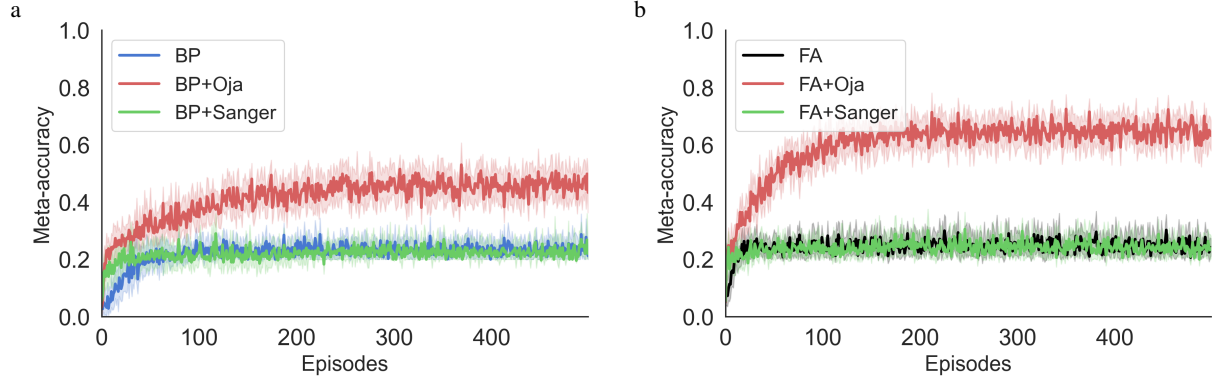 a
1.0
0.8
0.6
0.4
0.2
0.0
Meta-accuracy
BP
BP+Oja
BP+Sanger
0 100 200 300 400
Episodes
b
1.0
0.8
0.6
0.4
0.2
0.0
Meta-accuracy
FA
FA+Oja
FA+Sanger
0 100 200 300 400
Episodes